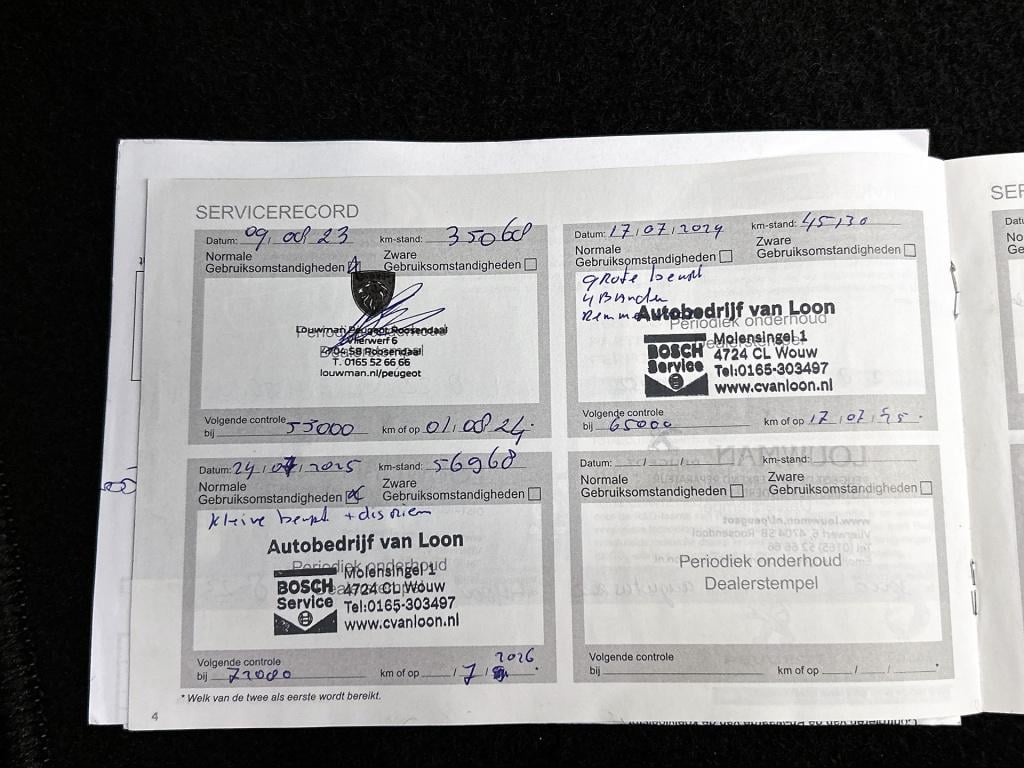 SERVICERECORD
Datum: 09, 08 23 km-stand: 35068
Normale Gebruiksomstandigheden Zware Gebruiksomstandigheden
Louwman Peugeot Roosendaal
Vlierwerf 6
4704 SB Roosendaal
T. 0165 52 66 66
louwman.nl/peugeot
Volgende controle
bij 55000 km of op 01, 08 24.
Datum: 17, 07, 2024 km-stand: 45130
Normale Gebruiksomstandigheden Zware Gebruiksomstandigheden
grote beurt
4 Banden
Remmen
Autobedrijf van Loon
Periodiek onderhoud
Dealerstempel
BOSCH Service
Molensingel 1
4724 CL Wouw
Tel:0165-303497
www.cvanloon.nl
Volgende controle
bij 65000 km of op 17, 07,
Datum: 24, 07, 2025 km-stand: 56968
Normale Gebruiksomstandigheden Zware Gebruiksomstandigheden
kleine beurt + dis riem
Autobedrijf van Loon
Periodiek onderhoud
Dealerstempel
BOSCH Service
Molensingel 1
4724 CL Wouw
Tel:0165-303497
www.cvanloon.nl
Volgende controle
bij 72000 km of op / 7 / 2026 *
Datum: / / km-stand:
Normale Gebruiksomstandigheden Zware Gebruiksomstandigheden
Periodiek onderhoud
Dealerstempel
Volgende controle
bij km of op / / *
* Welk van de twee als eerste wordt bereikt.
4